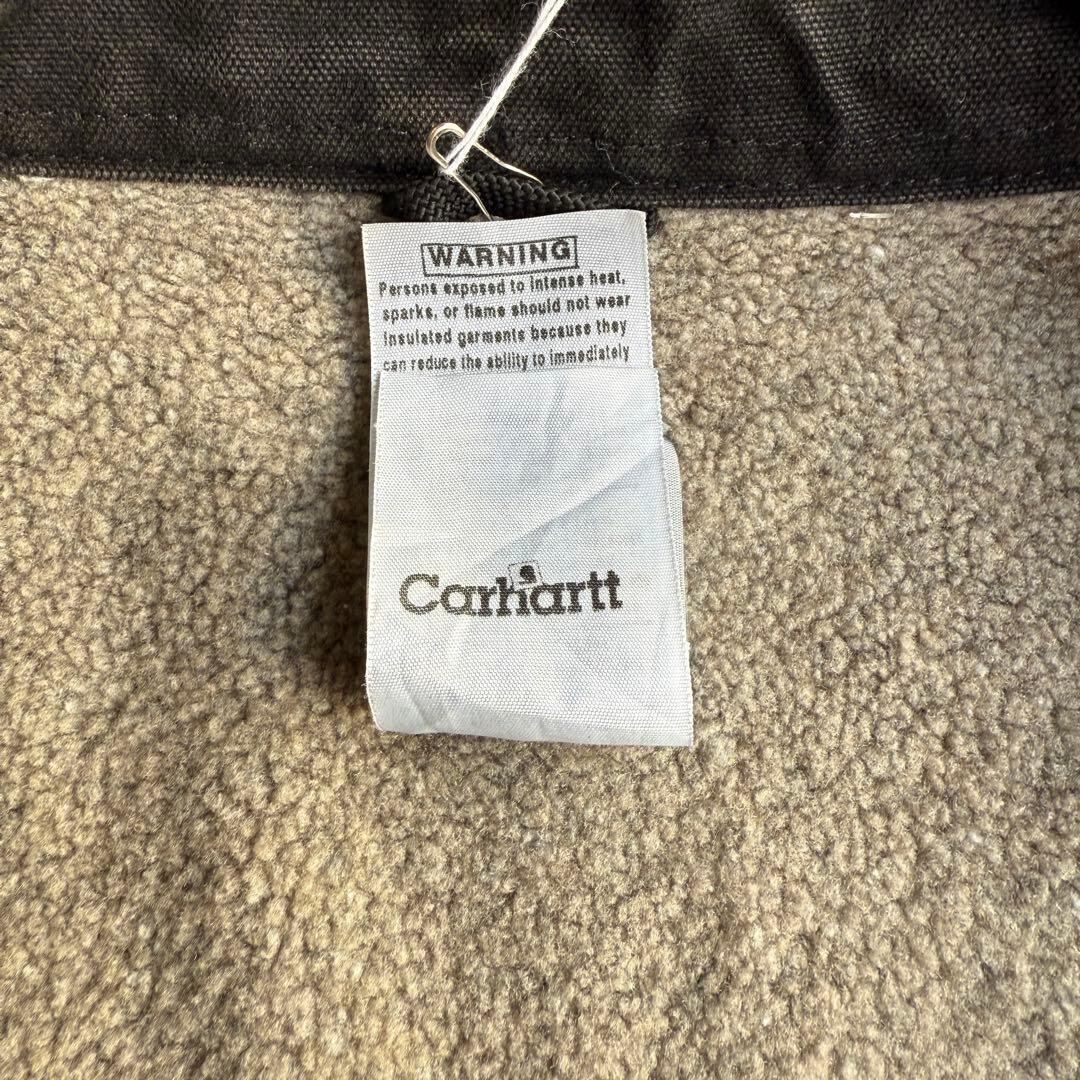 WARNING
Persons exposed to intense heat,
sparks, or flame should not wear
insulated garments because they
can reduce the ability to immediately
Carhartt